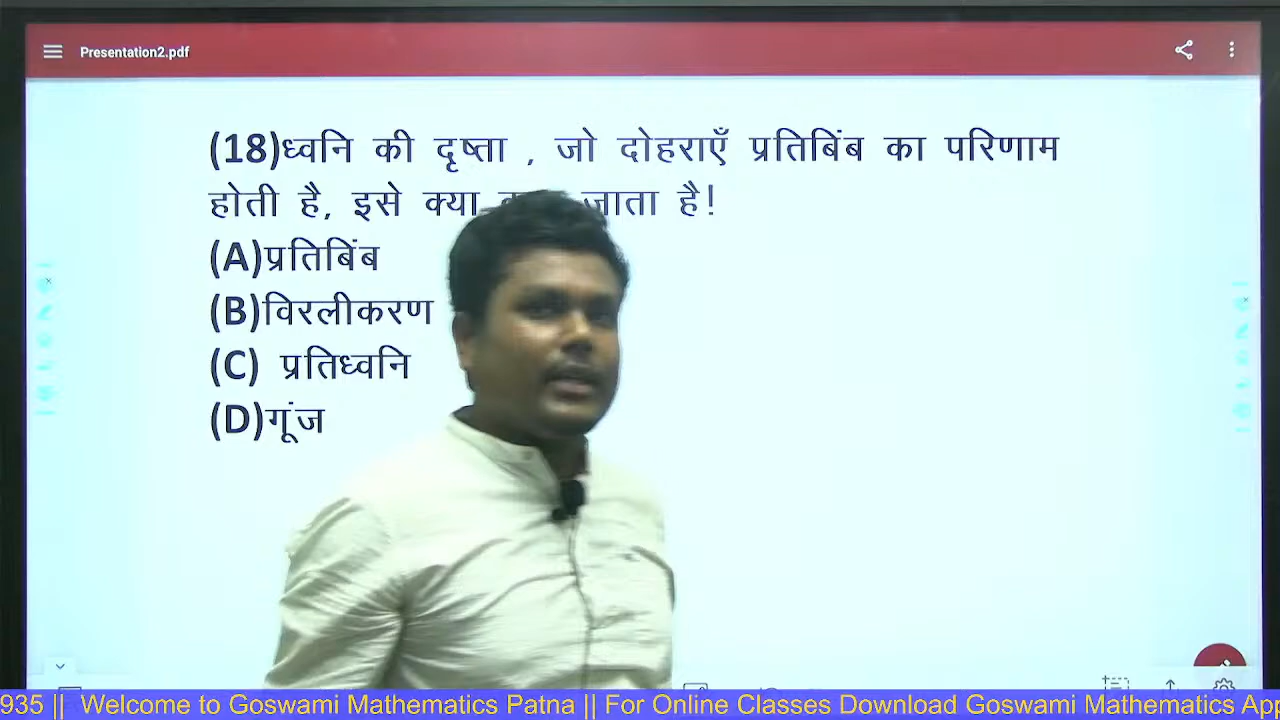 Presentation2.pdf
(18)ध्वनि की दृष्ता , जो दोहराएँ प्रतिबिंब का परिणाम
होती है, इसे क्या जाता है!
(A)प्रतिबिंब
(B)विरलीकरण
(C) प्रतिध्वनि
(D)गूंज
935 || Welcome to Goswami Mathematics Patna || For Online Classes Download Goswami Mathematics App